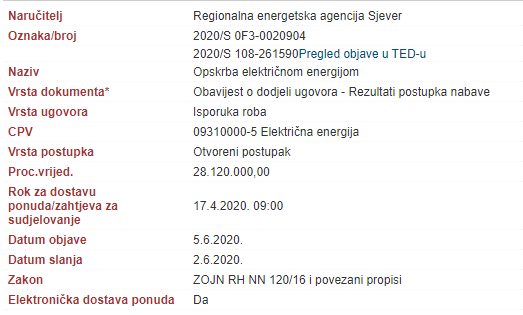 Naručitelj Regionalna energetska agencija Sjever
Oznaka/broj 2020/S 0F3-0020904
2020/S 108-261590Pregled objave u TED-u
Naziv Opskrba električnom energijom
Vrsta dokumenta* Obavijest o dodjeli ugovora - Rezultati postupka nabave
Vrsta ugovora Isporuka roba
CPV 09310000-5 Električna energija
Vrsta postupka Otvoreni postupak
Proc.vrijed. 28.120.000,00
Rok za dostavu
ponuda/zahtjeva za 17.4.2020. 09:00
sudjelovanje
Datum objave 5.6.2020.
Datum slanja 2.6.2020.
Zakon ZOJN RH NN 120/16 i povezani propisi
Elektronička dostava ponuda Da